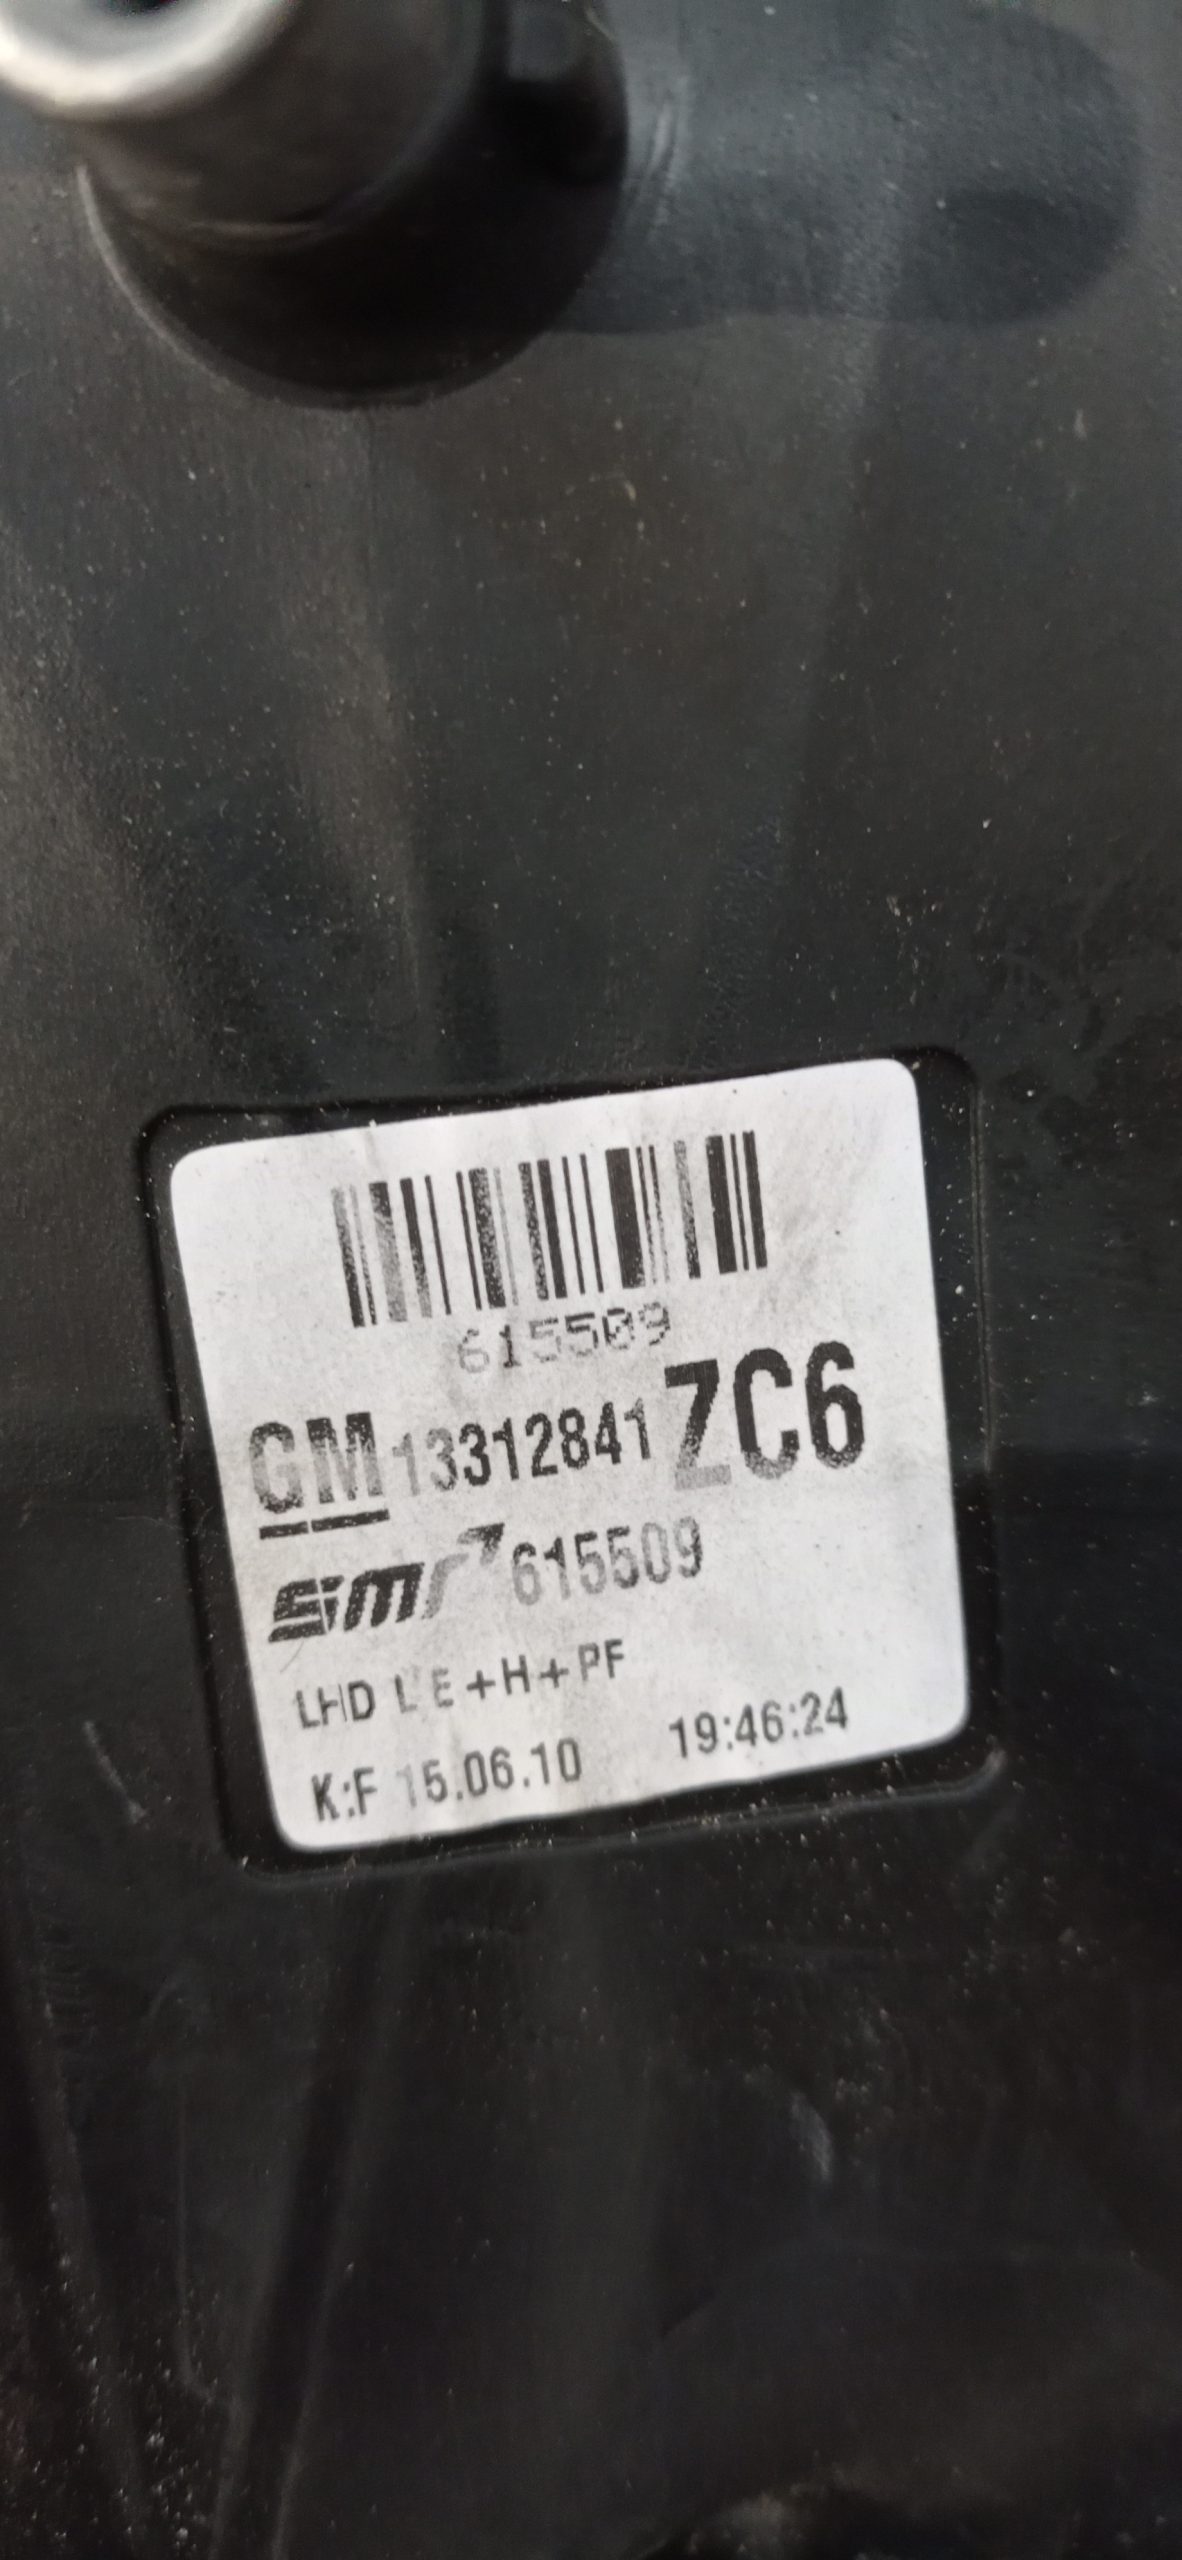 615509
GM 13312841 ZC6
smr 615509
LHD L E+H+PF
K:F 15.06.10 19:46:24